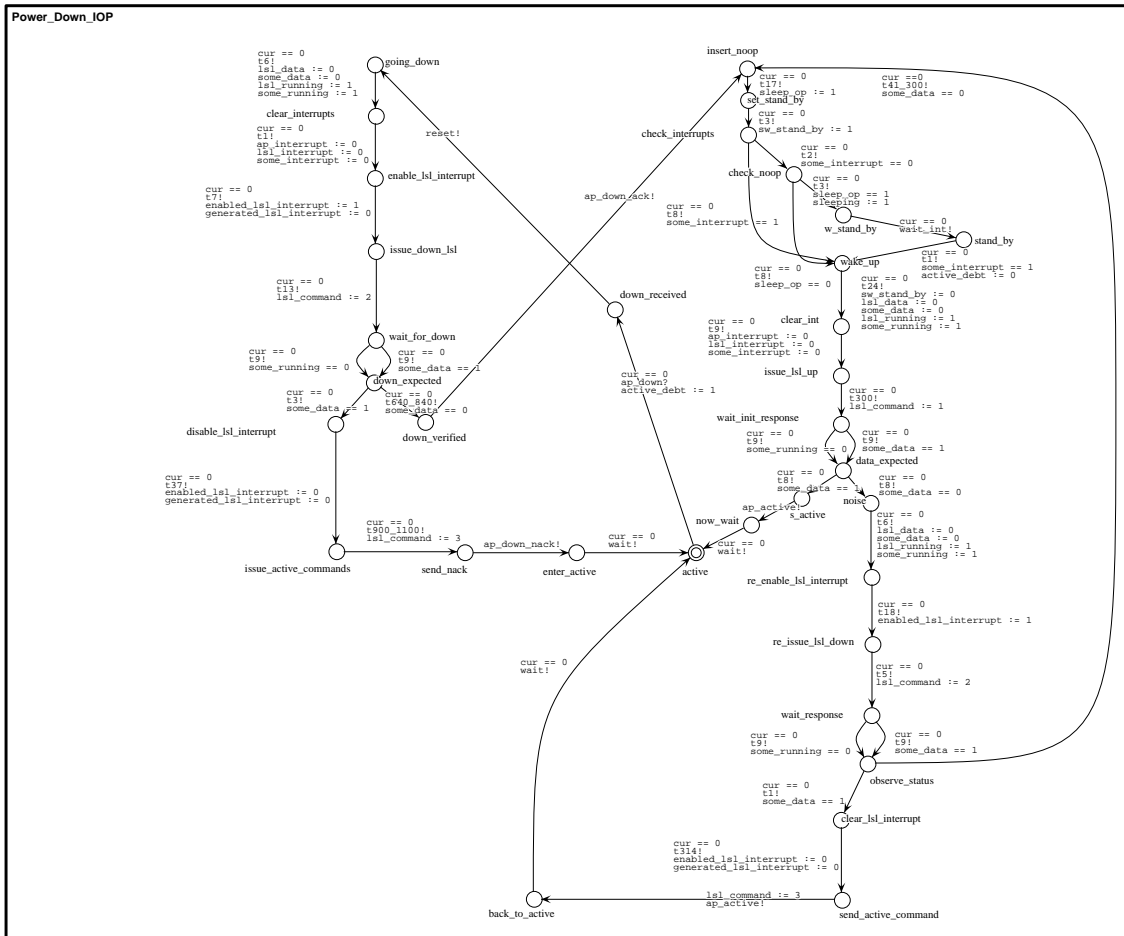 Power_Down_IOP
going_down
cur == 0
t6!
lsl_data := 0
some_data := 0
lsl_running := 1
some_running := 1
clear_interrupts
cur == 0
t1!
ap_interrupt := 0
lsl_interrupt := 0
some_interrupt := 0
enable_lsl_interrupt
cur == 0
t7!
enabled_lsl_interrupt := 1
generated_lsl_interrupt := 0
issue_down_lsl
cur == 0
t13!
lsl_command := 2
wait_for_down
cur == 0
t9!
some_running == 0
cur == 0
t9!
some_data == 1
down_expected
cur == 0
t3!
some_data == 1
cur == 0
t640_840!
some_data == 0
disable_lsl_interrupt
down_verified
cur == 0
t37!
enabled_lsl_interrupt := 0
generated_lsl_interrupt := 0
issue_active_commands
cur == 0
t900_1100!
lsl_command := 3
send_nack
ap_down_nack!
enter_active
cur == 0
wait!
active
reset!
ap_down_ack!
down_received
cur == 0
ap_down?
active_debt := 1
insert_noop
cur == 0
t17!
sleep_op := 1
cur ==0
t41_300!
some_data == 0
set_stand_by
cur == 0
t3!
sw_stand_by := 1
check_interrupts
cur == 0
t2!
some_interrupt == 0
check_noop
cur == 0
t3!
sleep_op == 1
sleeping := 1
cur == 0
t8!
some_interrupt == 1
w_stand_by
cur == 0
wait_int!
stand_by
wake_up
cur == 0
t8!
sleep_op == 0
cur == 0
t1!
some_interrupt == 1
active_debt := 0
cur == 0
t24!
sw_stand_by := 0
lsl_data := 0
some_data := 0
lsl_running := 1
some_running := 1
clear_int
cur == 0
t9!
ap_interrupt := 0
lsl_interrupt := 0
some_interrupt := 0
issue_lsl_up
cur == 0
t300!
lsl_command := 1
wait_init_response
cur == 0
t9!
some_running == 0
cur == 0
t9!
some_data == 1
data_expected
cur == 0
t8!
some_data == 1
cur == 0
t8!
some_data == 0
s_active
noise
ap_active!
now_wait
cur == 0
wait!
cur == 0
t6!
lsl_data := 0
some_data := 0
lsl_running := 1
some_running := 1
re_enable_lsl_interrupt
cur == 0
t18!
enabled_lsl_interrupt := 1
re_issue_lsl_down
cur == 0
t5!
lsl_command := 2
wait_response
cur == 0
t9!
some_running == 0
cur == 0
t9!
some_data == 1
observe_status
cur == 0
t1!
some_data == 1
clear_lsl_interrupt
cur == 0
t314!
enabled_lsl_interrupt := 0
generated_lsl_interrupt := 0
send_active_command
lsl_command := 3
ap_active!
back_to_active
cur == 0
wait!